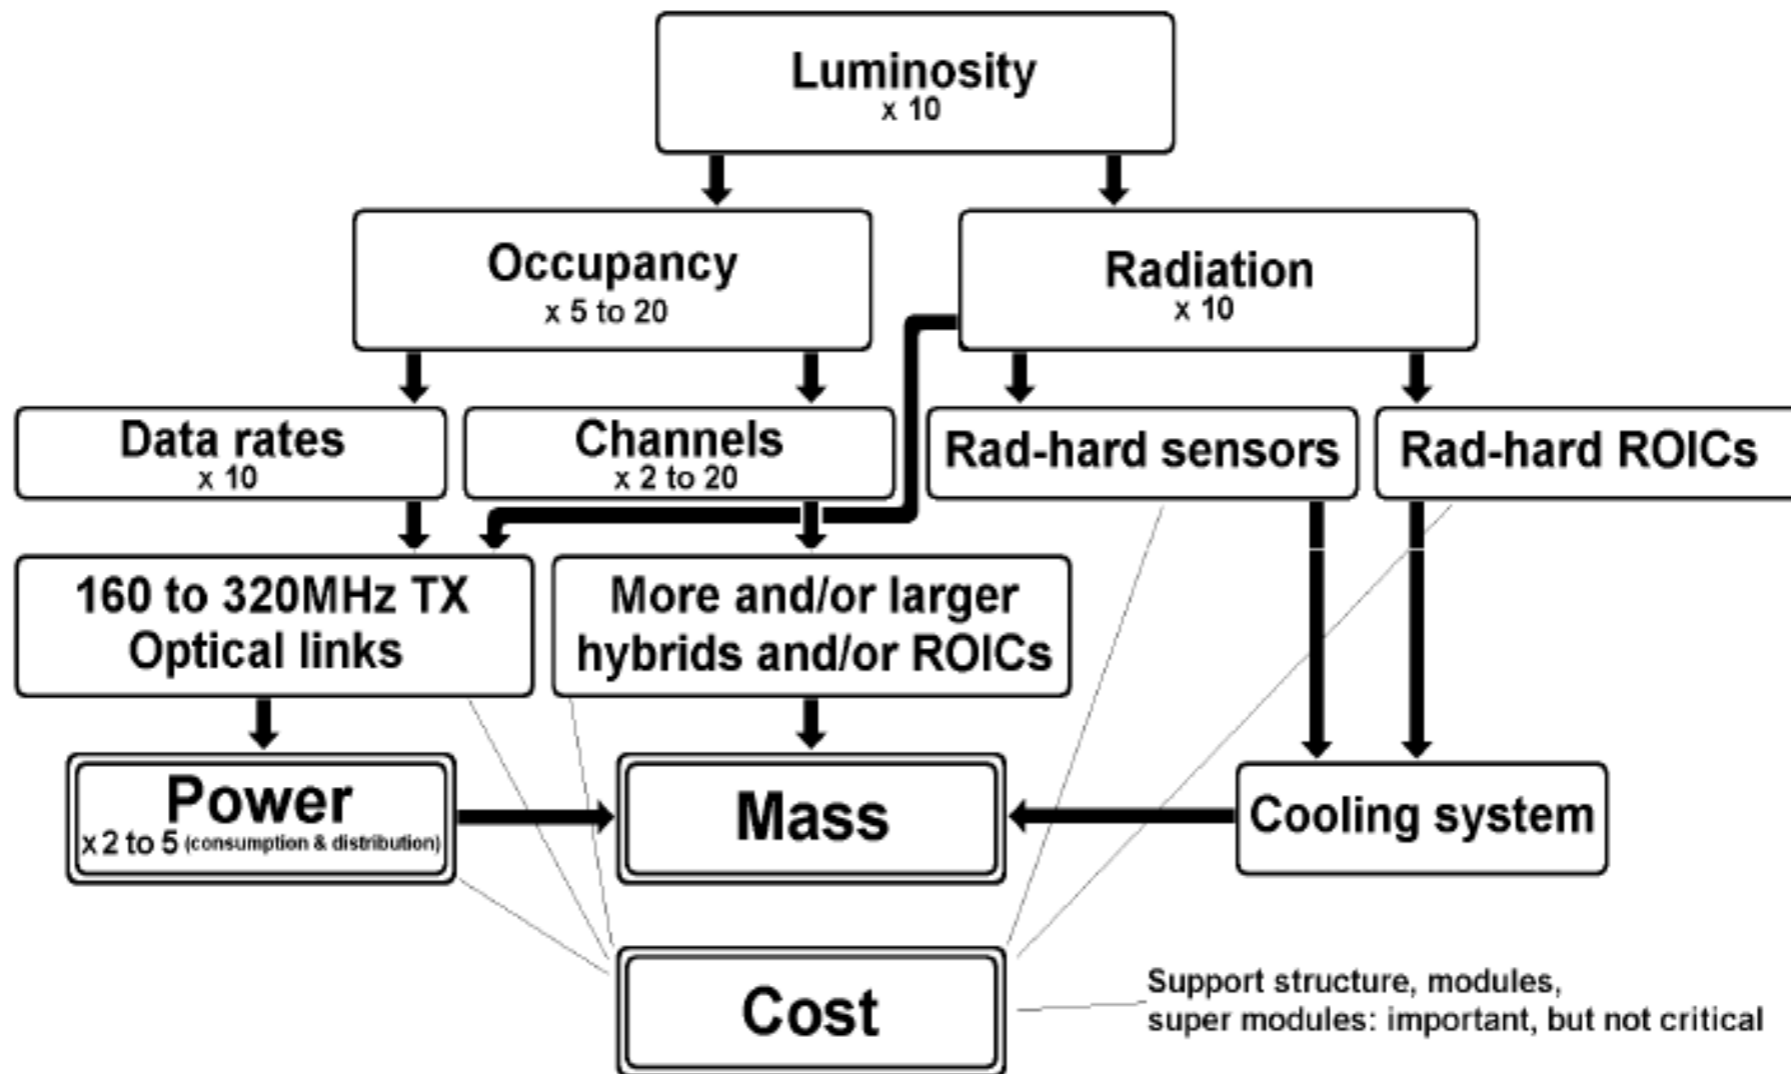 Luminosity
x 10
Occupancy
x 5 to 20
Radiation
x 10
Data rates
x 10
Channels
x 2 to 20
Rad-hard sensors
Rad-hard ROICs
160 to 320MHz TX
Optical links
More and/or larger
hybrids and/or ROICs
Power
x 2 to 5 (consumption & distribution)
Mass
Cooling system
Cost
Support structure, modules,
super modules: important, but not critical